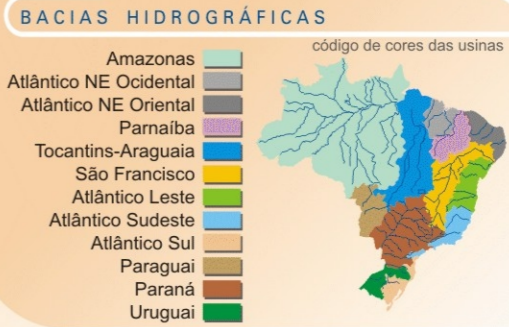 BACIAS HIDROGRÁFICAS
código de cores das usinas
Amazonas
Atlântico NE Ocidental
Atlântico NE Oriental
Parnaíba
Tocantins-Araguaia
São Francisco
Atlântico Leste
Atlântico Sudeste
Atlântico Sul
Paraguai
Paraná
Uruguai